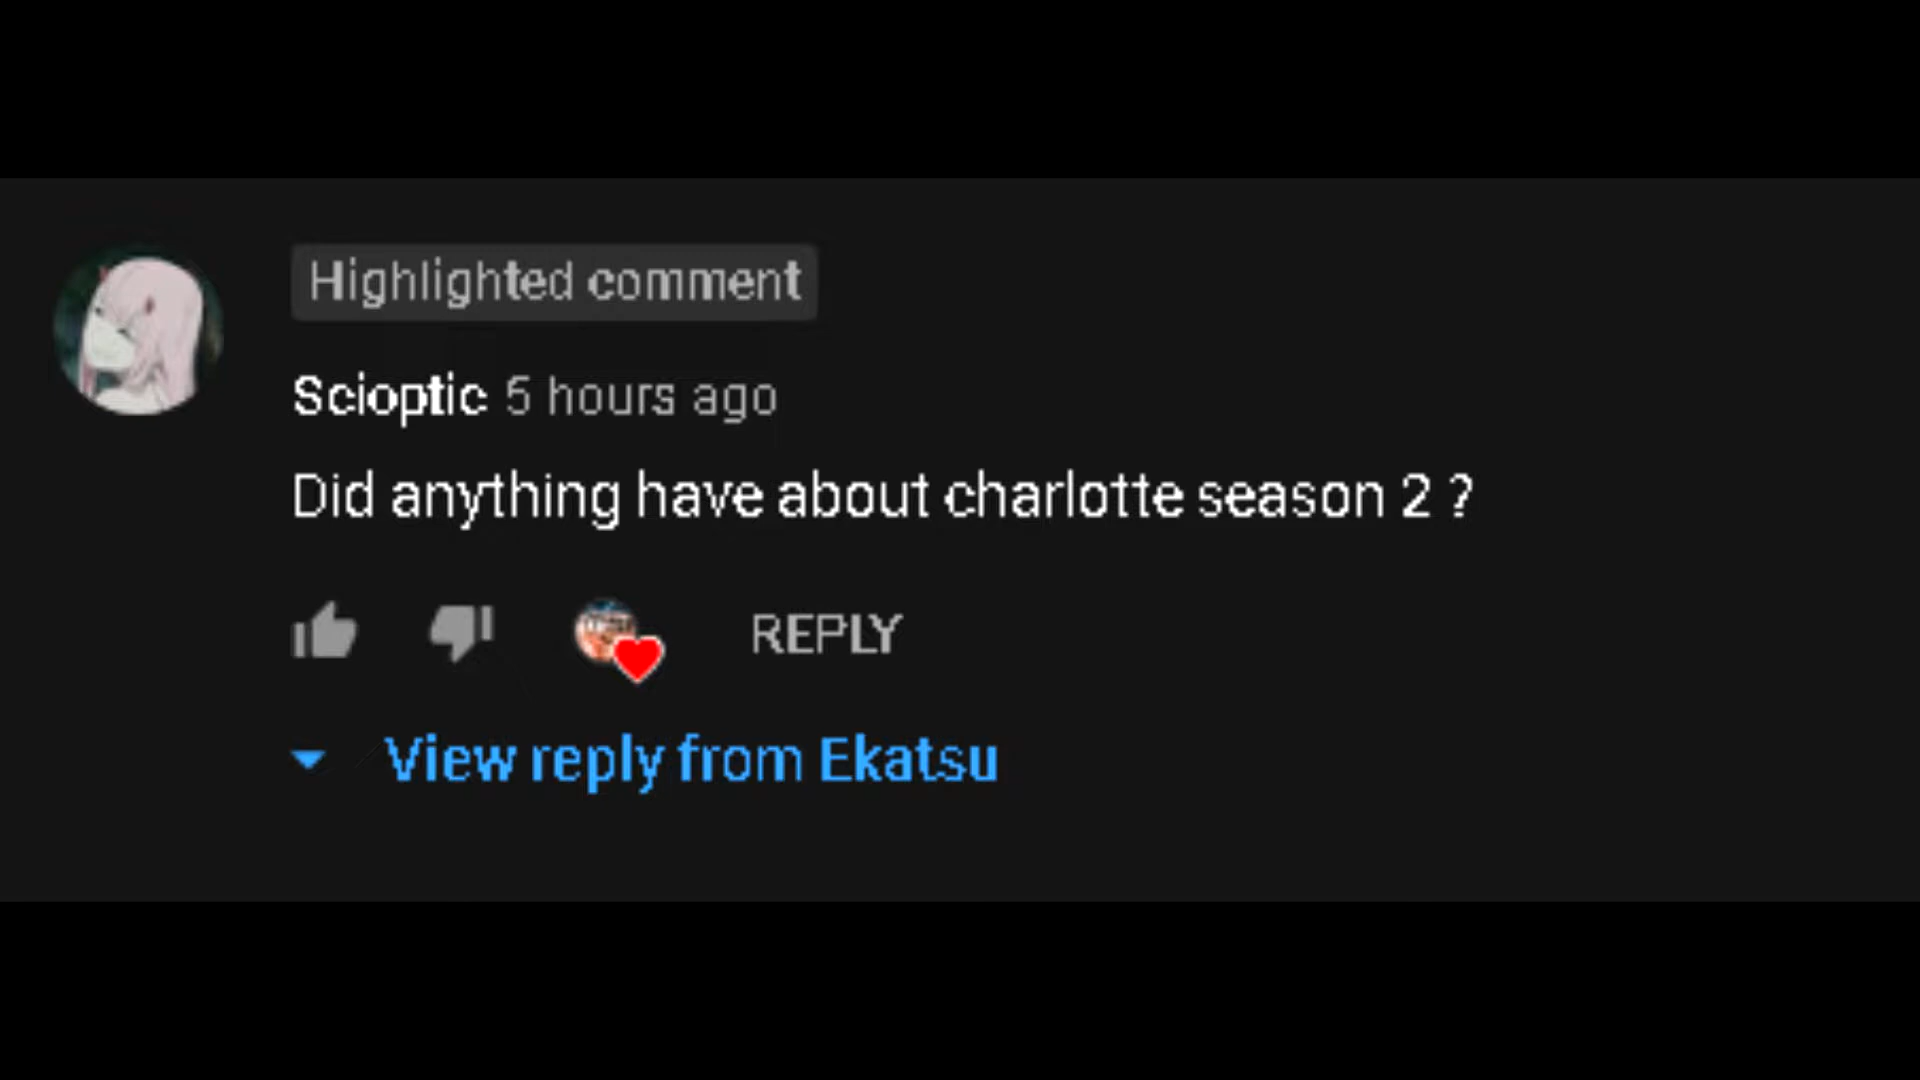 Highlighted comment
Scioptic 5 hours ago
Did anything have about charlotte season 2 ?
REPLY
View reply from Ekatsu